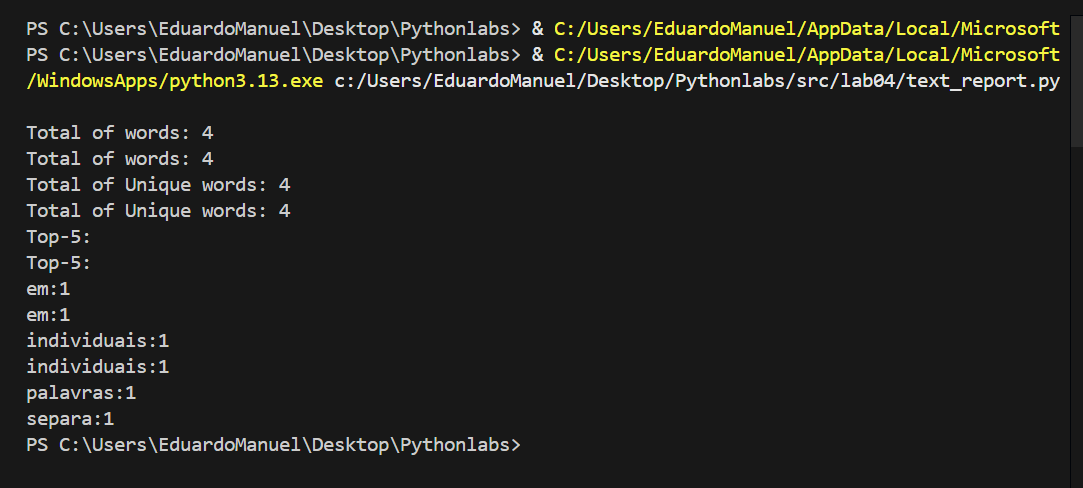 PS C:\Users\EduardoManuel\Desktop\Pythonlabs> & C:/Users/EduardoManuel/AppData/Local/Microsoft
PS C:\Users\EduardoManuel\Desktop\Pythonlabs> & C:/Users/EduardoManuel/AppData/Local/Microsoft
/WindowsApps/python3.13.exe c:/Users/EduardoManuel/Desktop/Pythonlabs/src/lab04/text_report.py
Total of words: 4
Total of words: 4
Total of Unique words: 4
Total of Unique words: 4
Top-5:
Top-5:
em:1
em:1
individuais:1
individuais:1
palavras:1
separa:1
PS C:\Users\EduardoManuel\Desktop\Pythonlabs>